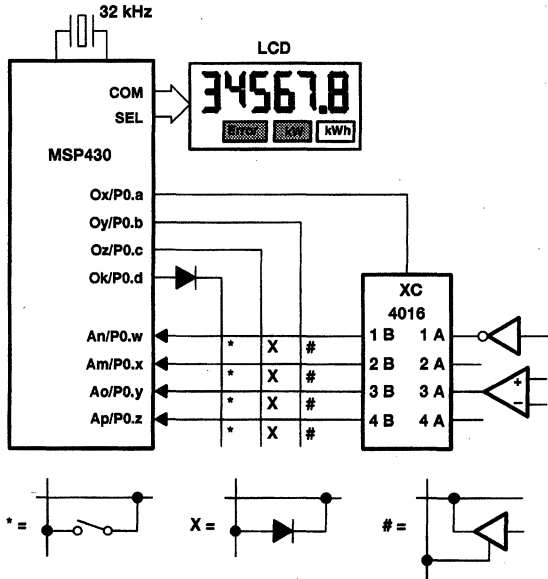 32 kHz
LCD
COM
SEL
34567.8
Error kW kWh
MSP430
Ox/P0.a
Oy/P0.b
Oz/P0.c
Ok/P0.d
XC
4016
An/P0.w * X # 1 B 1 A
Am/P0.x * X # 2 B 2 A
Ao/P0.y * X # 3 B 3 A + −
Ap/P0.z * X # 4 B 4 A
* = X = # =